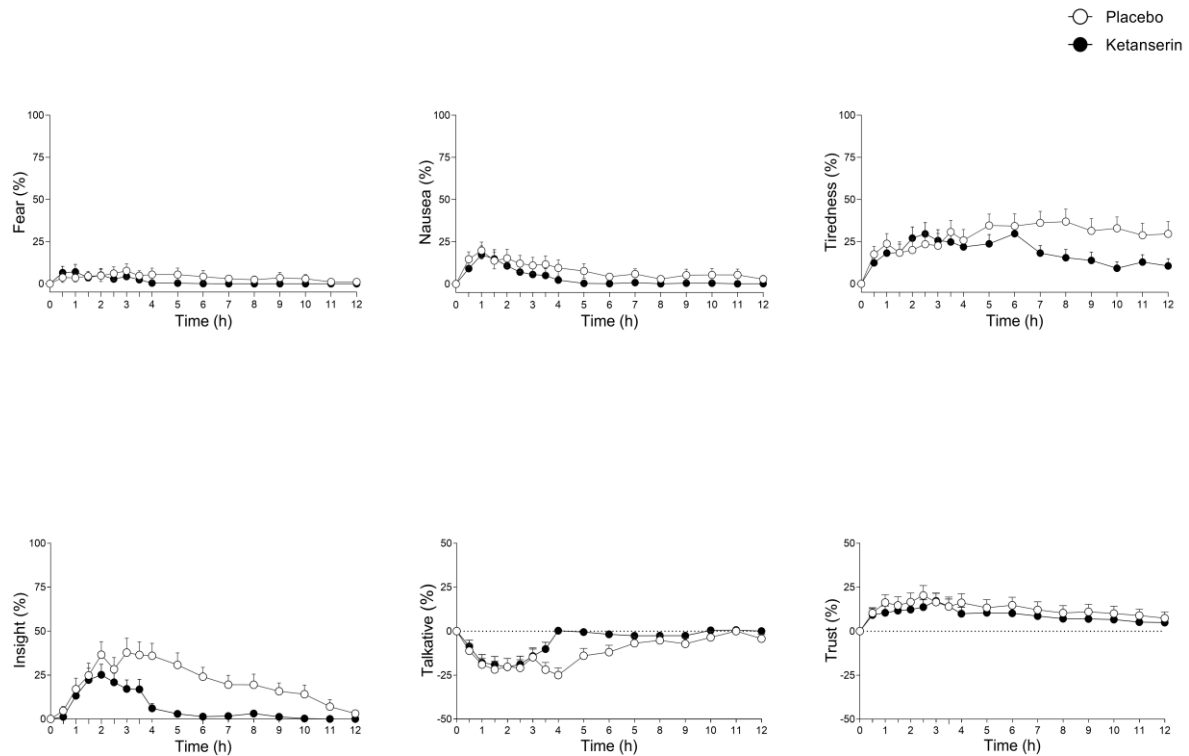 Placebo
Ketanserin
100
75
50
25
0
Fear (%)
0 1 2 3 4 5 6 7 8 9 10 11 12
Time (h)
100
75
50
25
0
Nausea (%)
0 1 2 3 4 5 6 7 8 9 10 11 12
Time (h)
100
75
50
25
0
Tiredness (%)
0 1 2 3 4 5 6 7 8 9 10 11 12
Time (h)
100
75
50
25
0
Insight (%)
0 1 2 3 4 5 6 7 8 9 10 11 12
Time (h)
50
25
0
-25
-50
Talkative (%)
0 1 2 3 4 5 6 7 8 9 10 11 12
Time (h)
50
25
0
-25
-50
Trust (%)
0 1 2 3 4 5 6 7 8 9 10 11 12
Time (h)